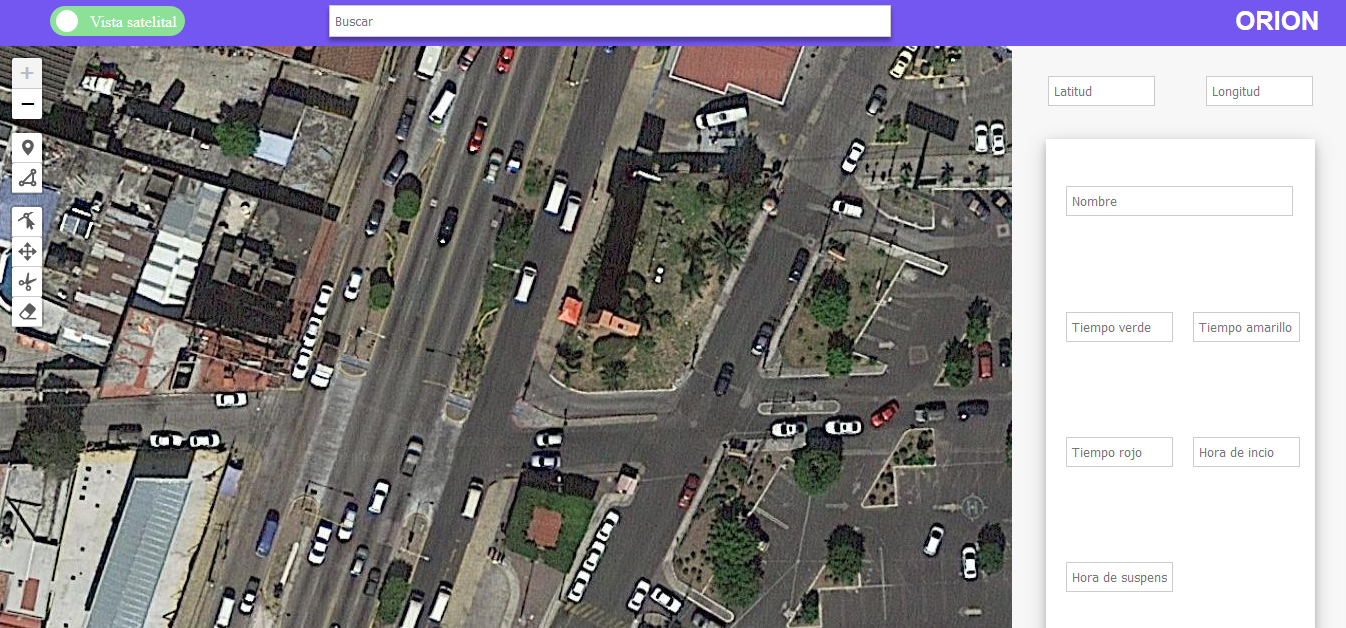 Vista satelital
Buscar
ORION
Latitud
Longitud
Nombre
Tiempo verde
Tiempo amarillo
Tiempo rojo
Hora de incio
Hora de suspens
H